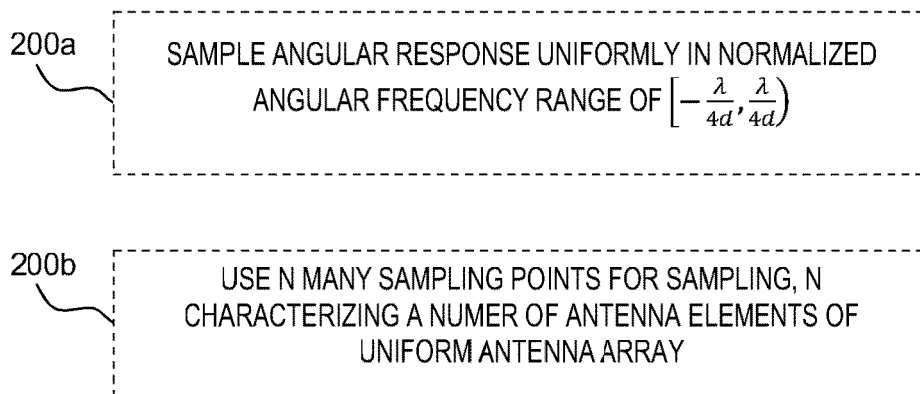 200a
SAMPLE ANGULAR RESPONSE UNIFORMLY IN NORMALIZED
ANGULAR FREQUENCY RANGE OF [-λ/4d, λ/4d)
200b
USE N MANY SAMPLING POINTS FOR SAMPLING, N
CHARACTERIZING A NUMER OF ANTENNA ELEMENTS OF
UNIFORM ANTENNA ARRAY